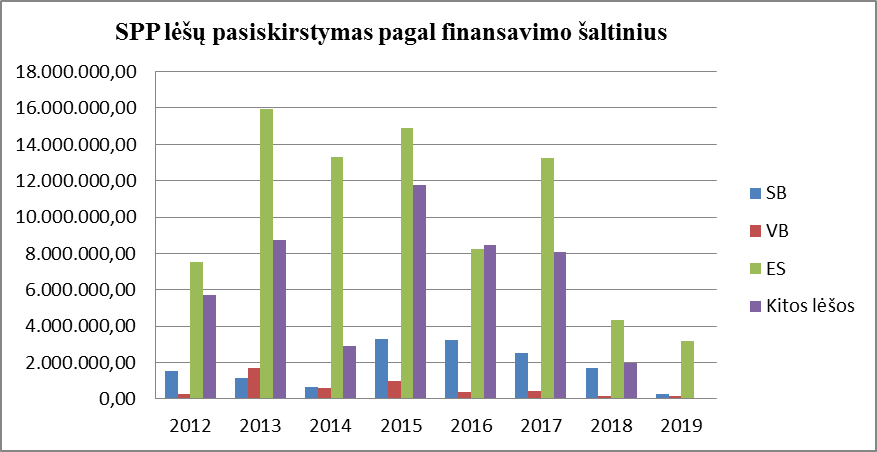 SPP lėšų pasiskirstymas pagal finansavimo šaltinius
18.000.000,00
16.000.000,00
14.000.000,00
12.000.000,00
10.000.000,00
8.000.000,00
6.000.000,00
4.000.000,00
2.000.000,00
0,00
2012 2013 2014 2015 2016 2017 2018 2019
SB
VB
ES
Kitos lėšos